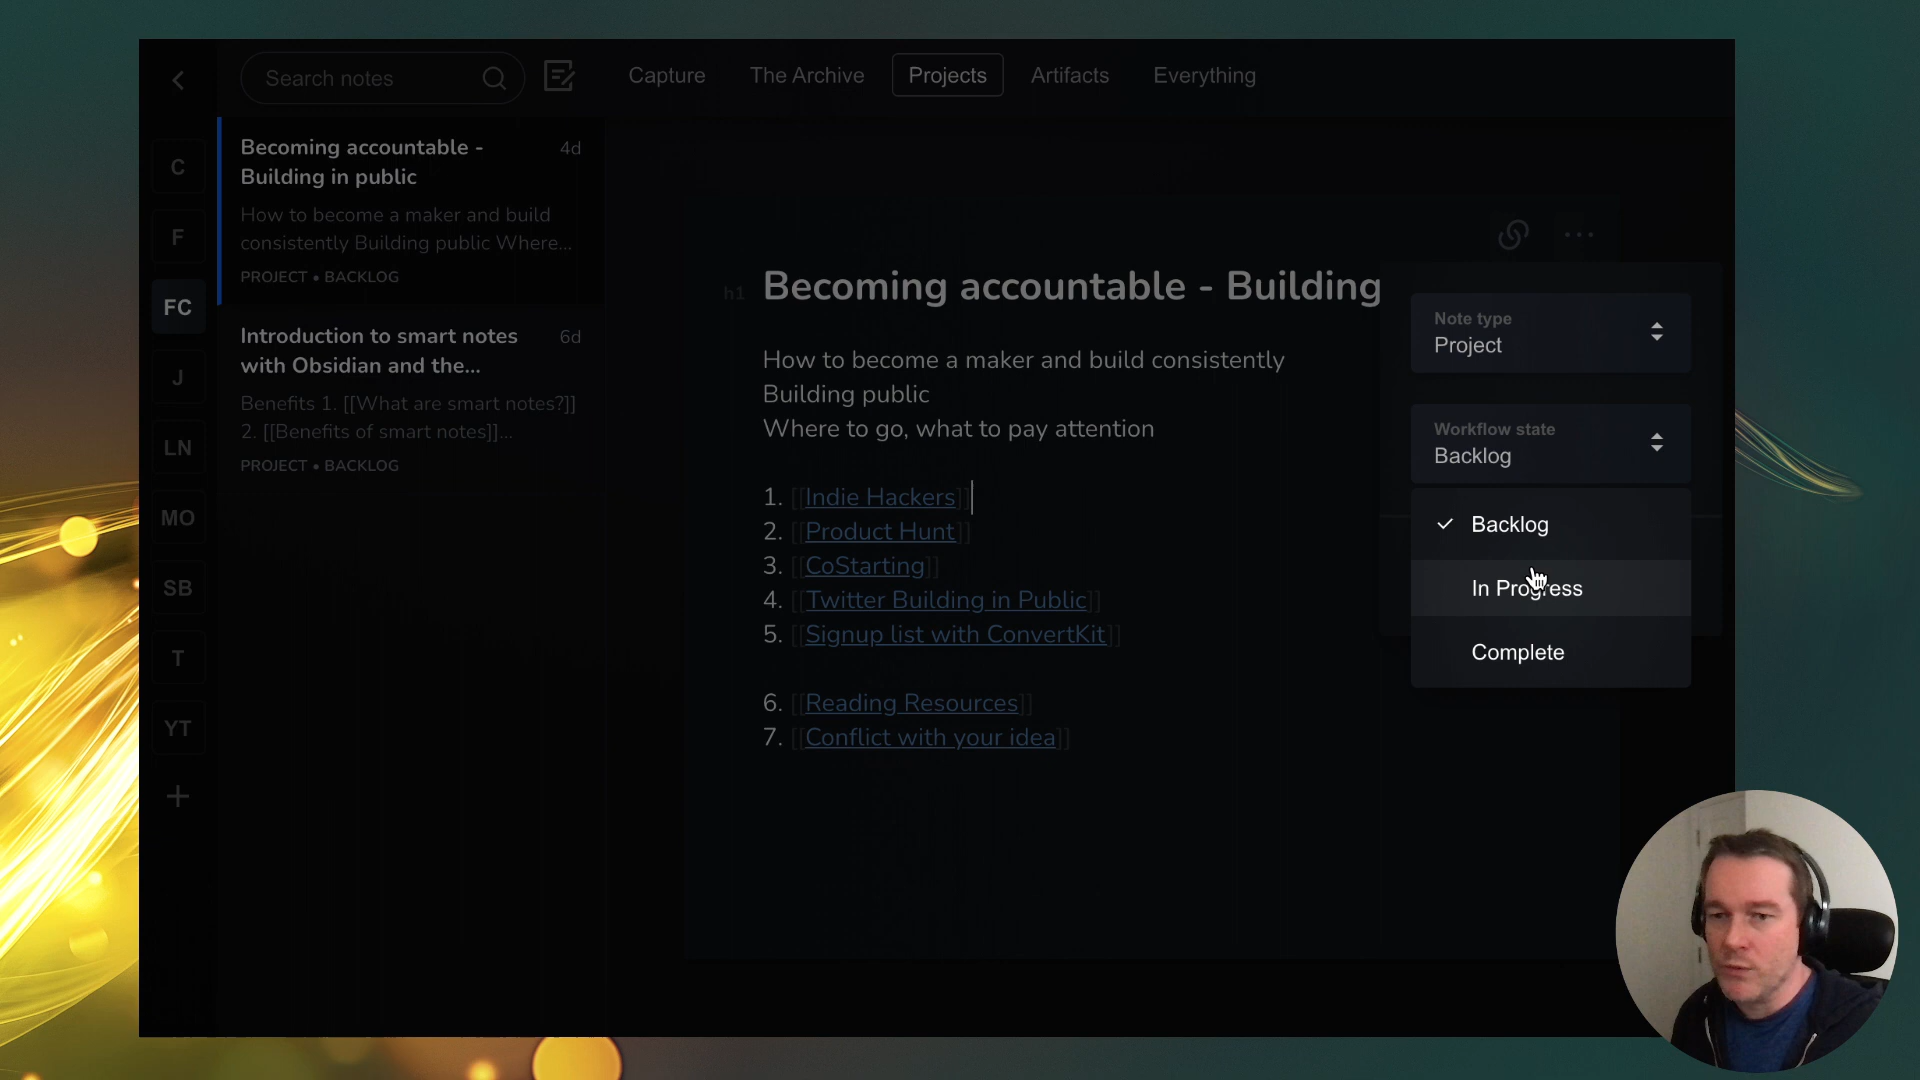 Search notes
Capture
The Archive
Projects
Artifacts
Everything
C
F
FC
J
LN
MO
SB
T
YT
Becoming accountable -
Building in public
4d
How to become a maker and build
consistently Building public Where...
PROJECT • BACKLOG
Introduction to smart notes
with Obsidian and the...
6d
Benefits 1. [[What are smart notes?]]
2. [[Benefits of smart notes]]...
PROJECT • BACKLOG
h1 Becoming accountable - Building
How to become a maker and build consistently
Building public
Where to go, what to pay attention
1. [[Indie Hackers]]
2. [[Product Hunt]]
3. [[CoStarting]]
4. [[Twitter Building in Public]]
5. [[Signup list with ConvertKit]]
6. [[Reading Resources]]
7. [[Conflict with your idea]]
Note type
Project
Workflow state
Backlog
Backlog
In Progress
Complete